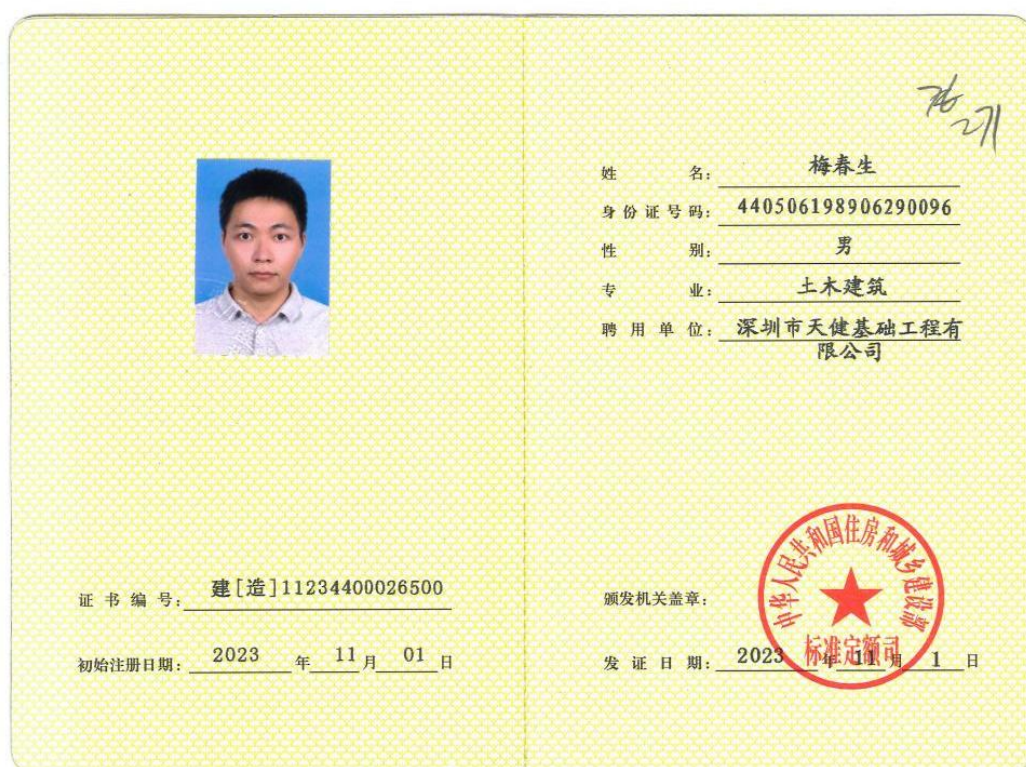 姓名：梅春生
身份证号码：440506198906290096
性别：男
专业：土木建筑
聘用单位：深圳市天健基础工程有
限公司
证书编号：建[造]11234400026500
初始注册日期：2023年11月01日
颁发机关盖章：
中华人民共和国住房和城乡建设部
标准定额司
发证日期：2023年11月1日